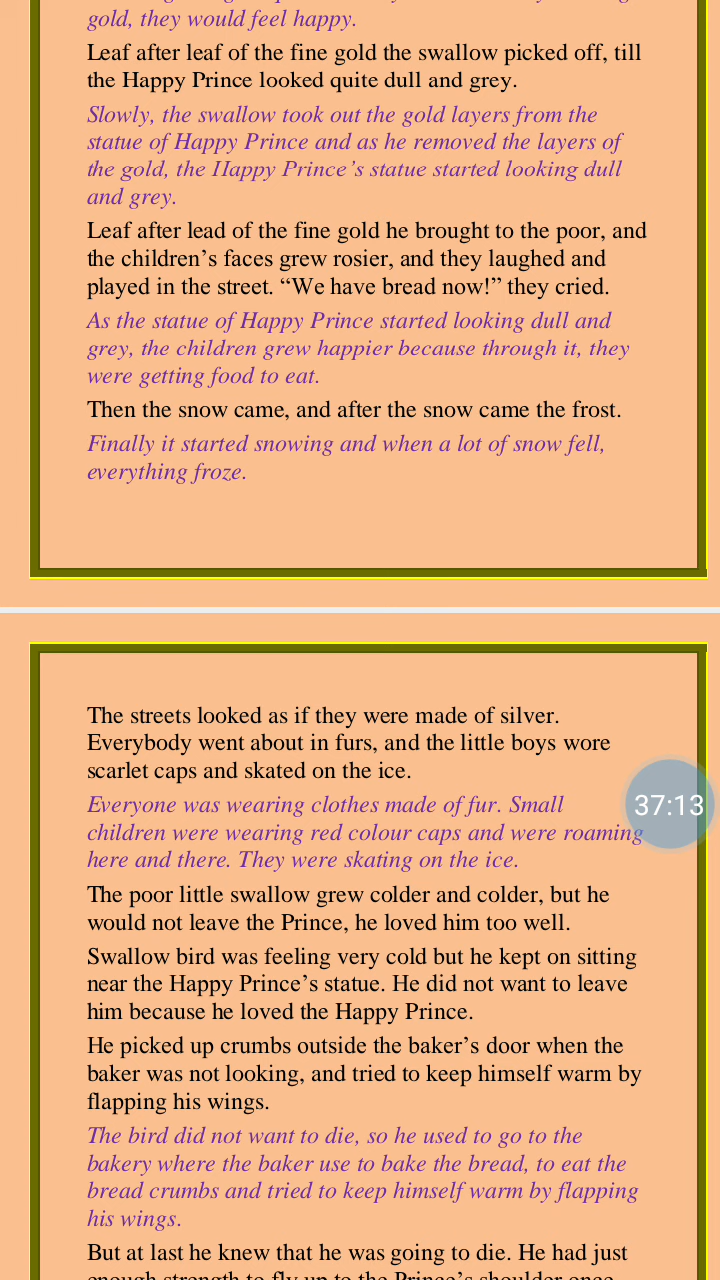 gold, they would feel happy.
Leaf after leaf of the fine gold the swallow picked off, till
the Happy Prince looked quite dull and grey.
Slowly, the swallow took out the gold layers from the
statue of Happy Prince and as he removed the layers of
the gold, the Happy Prince’s statue started looking dull
and grey.
Leaf after lead of the fine gold he brought to the poor, and
the children’s faces grew rosier, and they laughed and
played in the street. “We have bread now!” they cried.
As the statue of Happy Prince started looking dull and
grey, the children grew happier because through it, they
were getting food to eat.
Then the snow came, and after the snow came the frost.
Finally it started snowing and when a lot of snow fell,
everything froze.
The streets looked as if they were made of silver.
Everybody went about in furs, and the little boys wore
scarlet caps and skated on the ice.
Everyone was wearing clothes made of fur. Small
children were wearing red colour caps and were roaming
here and there. They were skating on the ice.
37:13
The poor little swallow grew colder and colder, but he
would not leave the Prince, he loved him too well.
Swallow bird was feeling very cold but he kept on sitting
near the Happy Prince’s statue. He did not want to leave
him because he loved the Happy Prince.
He picked up crumbs outside the baker’s door when the
baker was not looking, and tried to keep himself warm by
flapping his wings.
The bird did not want to die, so he used to go to the
bakery where the baker use to bake the bread, to eat the
bread crumbs and tried to keep himself warm by flapping
his wings.
But at last he knew that he was going to die. He had just
enough strength to fly up to the Prince’s shoulder once